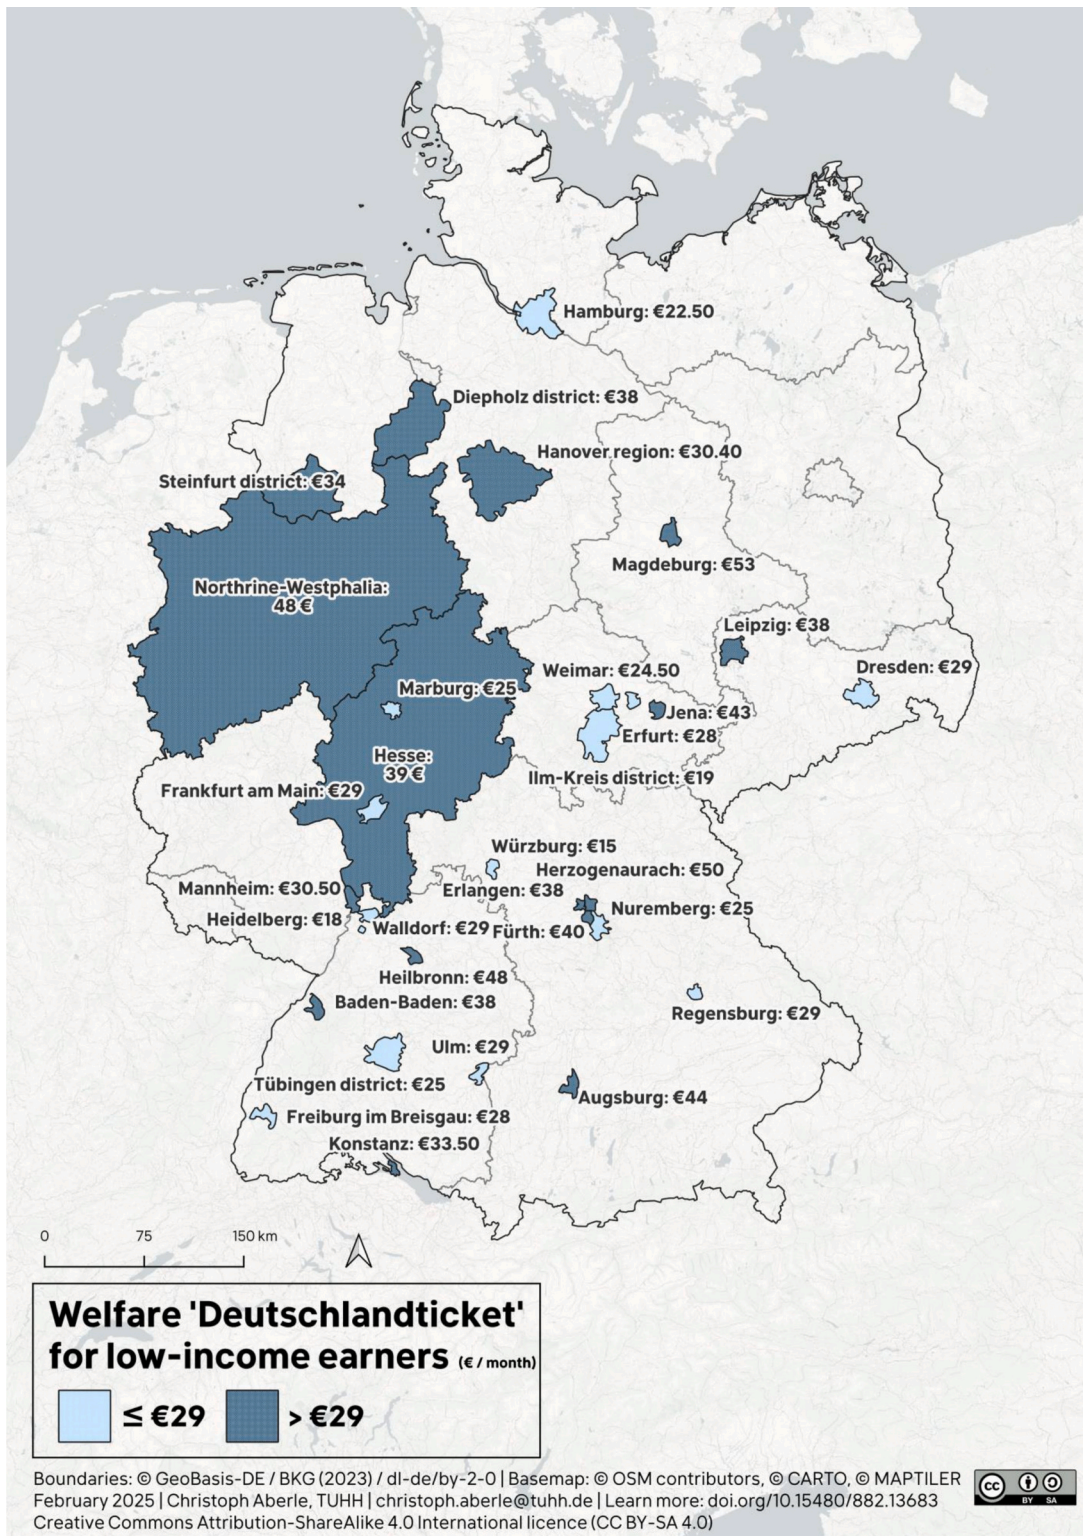 Hamburg: €22.50
Diepholz district: €38
Hanover region: €30.40
Steinfurt district: €34
Magdeburg: €53
Northrine-Westphalia:
48 €
Leipzig: €38
Weimar: €24.50
Dresden: €29
Marburg: €25
Jena: €43
Erfurt: €28
Hesse:
39 €
Ilm-Kreis district: €19
Frankfurt am Main: €29
Würzburg: €15
Herzogenaurach: €50
Mannheim: €30.50
Erlangen: €38
Nuremberg: €25
Heidelberg: €18
Walldorf: €29
Fürth: €40
Heilbronn: €48
Baden-Baden: €38
Regensburg: €29
Ulm: €29
Tübingen district: €25
Augsburg: €44
Freiburg im Breisgau: €28
Konstanz: €33.50
0 75 150 km
Welfare 'Deutschlandticket'
for low-income earners (€ / month)
≤ €29 > €29
Boundaries: © GeoBasis-DE / BKG (2023) / dl-de/by-2-0 | Basemap: © OSM contributors, © CARTO, © MAPTILER
February 2025 | Christoph Aberle, TUHH | christoph.aberle@tuhh.de | Learn more: doi.org/10.15480/882.13683
Creative Commons Attribution-ShareAlike 4.0 International licence (CC BY-SA 4.0)
cc BY SA